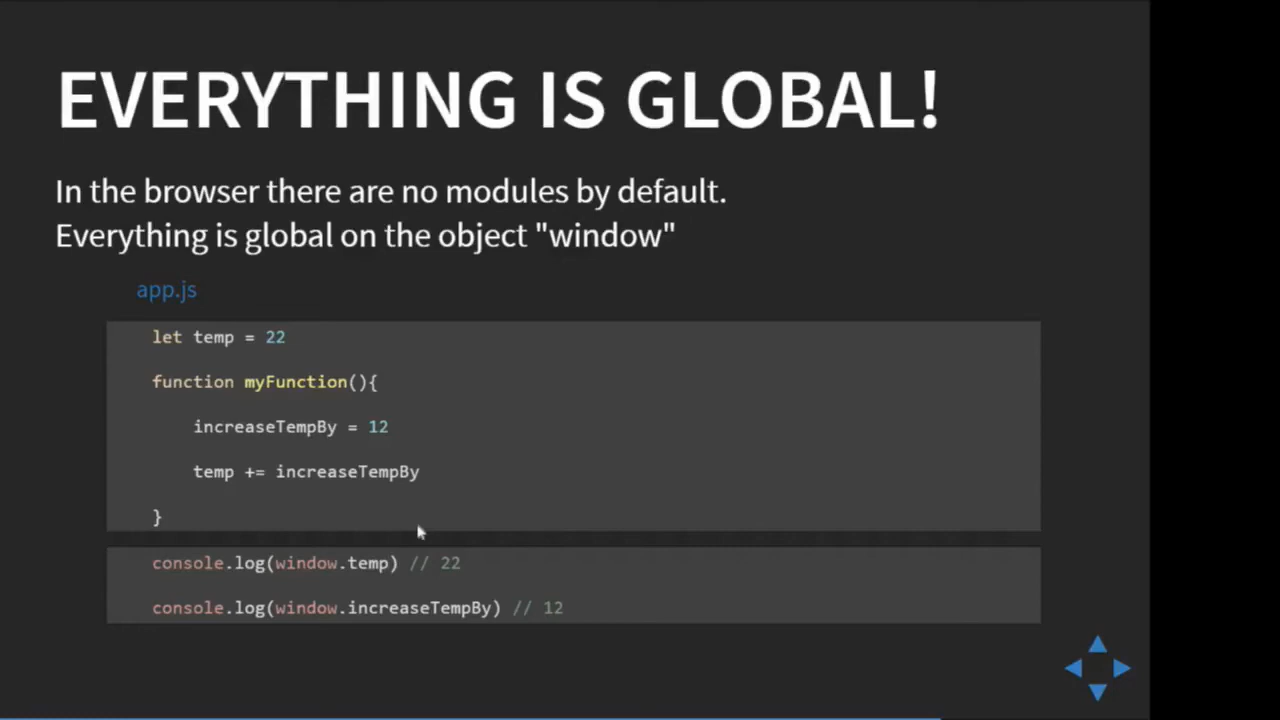 EVERYTHING IS GLOBAL!
In the browser there are no modules by default.
Everything is global on the object "window"
app.js
let temp = 22
function myFunction(){
increaseTempBy = 12
temp += increaseTempBy
}
console.log(window.temp) // 22
console.log(window.increaseTempBy) // 12